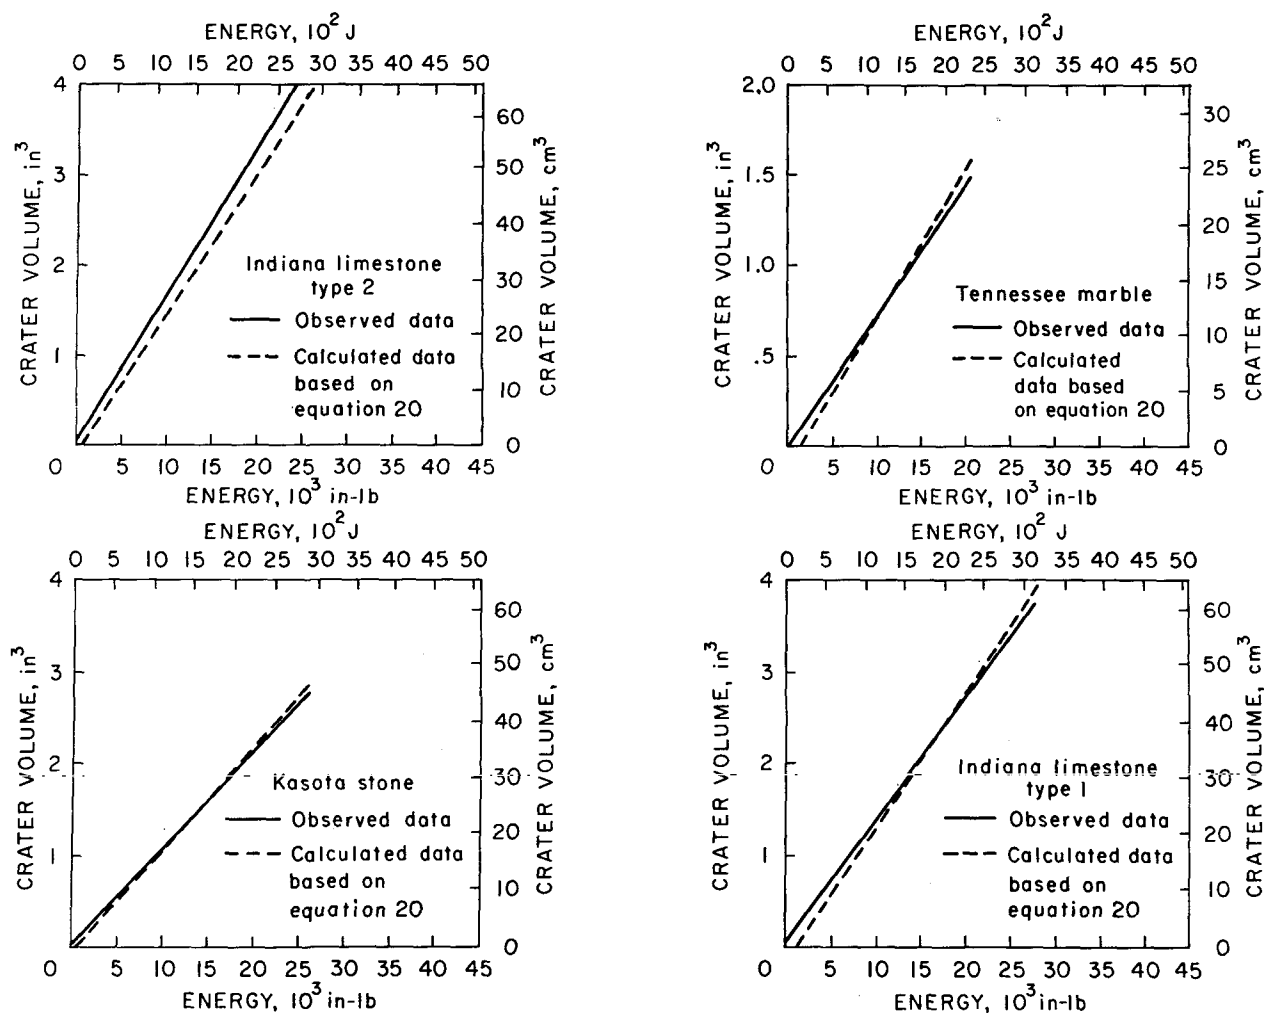 ENERGY, 10² J
0 5 10 15 20 25 30 35 40 45 50
4
3
2
1
CRATER VOLUME, in³
60
50
40
30
20
10
0
CRATER VOLUME, cm³
Indiana limestone
type 2
Observed data
Calculated data
based on
equation 20
0 5 10 15 20 25 30 35 40 45
ENERGY, 10³ in-lb
ENERGY, 10² J
0 5 10 15 20 25 30 35 40 45 50
2.0
1.5
1.0
.5
CRATER VOLUME, in³
30
25
20
15
10
5
0
CRATER VOLUME, cm³
Tennessee marble
Observed data
Calculated
data based
on equation 20
0 5 10 15 20 25 30 35 40 45
ENERGY, 10³ in-lb
ENERGY, 10² J
0 5 10 15 20 25 30 35 40 45 50
4
3
2
1
CRATER VOLUME, in³
60
50
40
30
20
10
0
CRATER VOLUME, cm³
Kasota stone
Observed data
Calculated data
based on
equation 20
0 5 10 15 20 25 30 35 40 45
ENERGY, 10³ in-lb
ENERGY, 10² J
0 5 10 15 20 25 30 35 40 45 50
4
3
2
1
CRATER VOLUME, in³
60
50
40
30
20
10
0
CRATER VOLUME, cm³
Indiana limestone
type 1
Observed data
Calculated data
based on
equation 20
0 5 10 15 20 25 30 35 40 45
ENERGY, 10³ in-lb